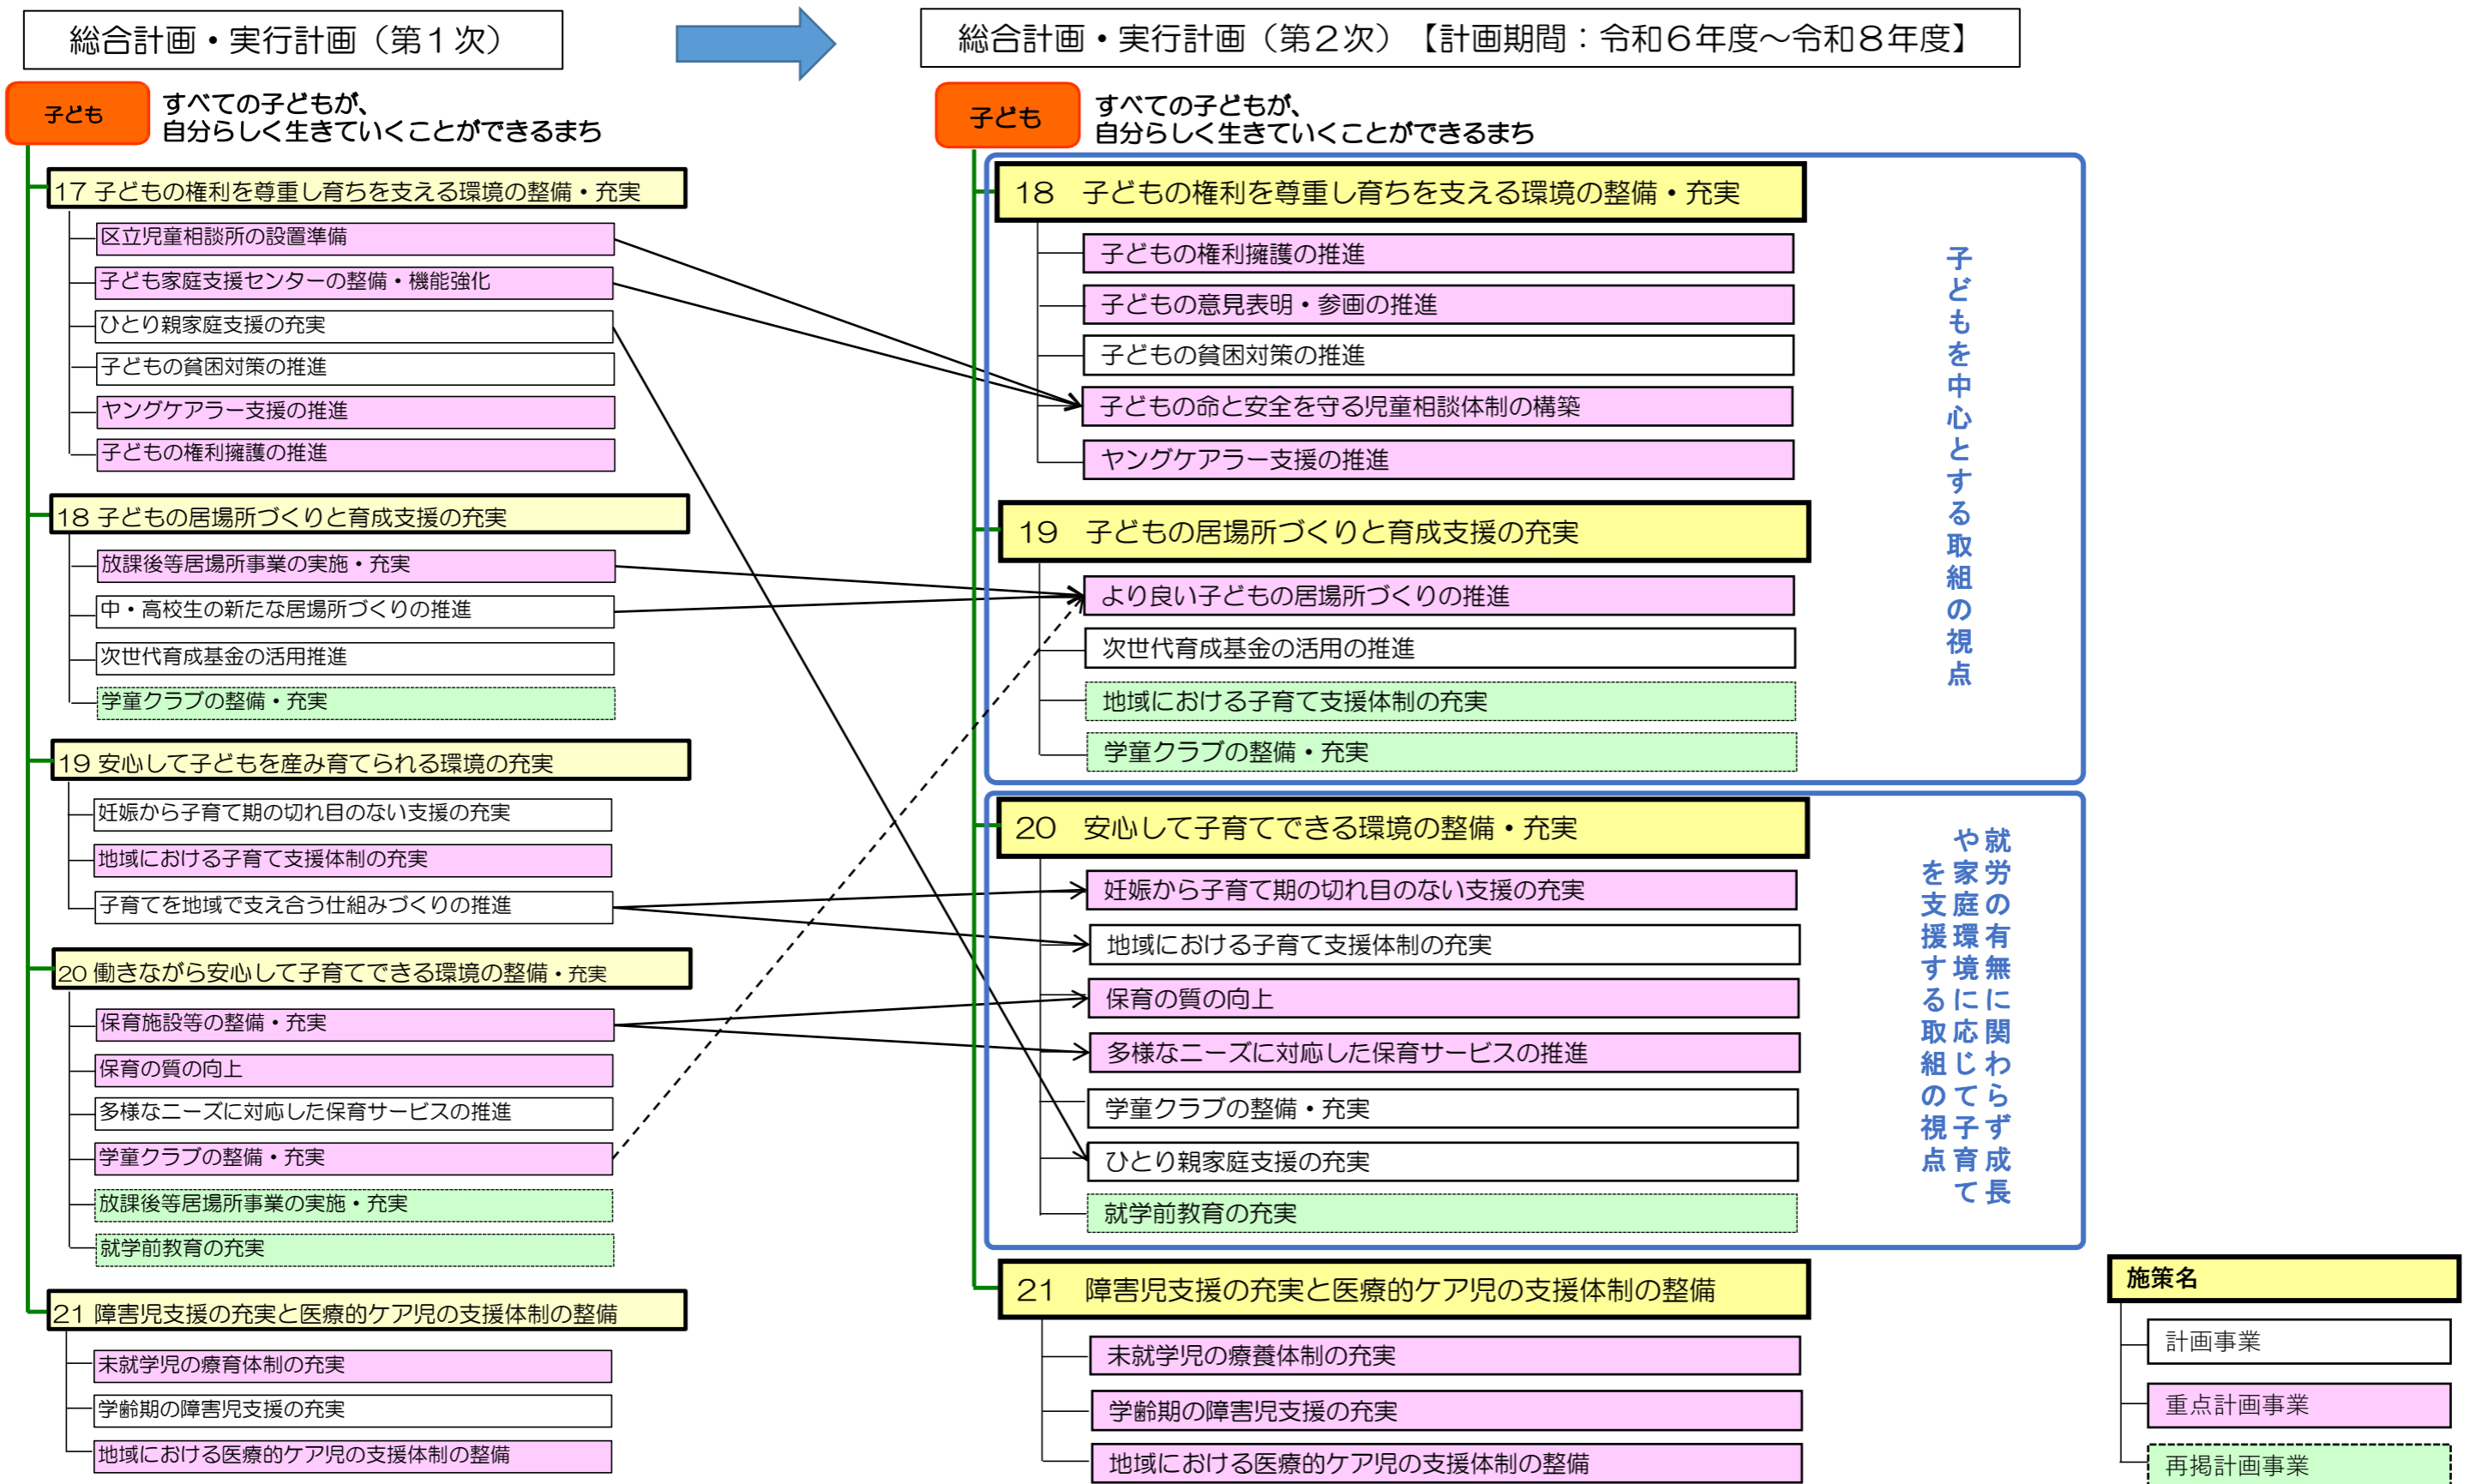 総合計画・実行計画（第１次）
総合計画・実行計画（第２次）【計画期間：令和６年度～令和８年度】
子ども
すべての子どもが、
自分らしく生きていくことができるまち
17 子どもの権利を尊重し育ちを支える環境の整備・充実
区立児童相談所の設置準備
子ども家庭支援センターの整備・機能強化
ひとり親家庭支援の充実
子どもの貧困対策の推進
ヤングケアラー支援の推進
子どもの権利擁護の推進
18 子どもの居場所づくりと育成支援の充実
放課後等居場所事業の実施・充実
中・高校生の新たな居場所づくりの推進
次世代育成基金の活用推進
学童クラブの整備・充実
19 安心して子どもを産み育てられる環境の充実
妊娠から子育て期の切れ目のない支援の充実
地域における子育て支援体制の充実
子育てを地域で支え合う仕組みづくりの推進
20 働きながら安心して子育てできる環境の整備・充実
保育施設等の整備・充実
保育の質の向上
多様なニーズに対応した保育サービスの推進
学童クラブの整備・充実
放課後等居場所事業の実施・充実
就学前教育の充実
21 障害児支援の充実と医療的ケア児の支援体制の整備
未就学児の療育体制の充実
学齢期の障害児支援の充実
地域における医療的ケア児の支援体制の整備
子ども
すべての子どもが、
自分らしく生きていくことができるまち
18　子どもの権利を尊重し育ちを支える環境の整備・充実
子どもの権利擁護の推進
子どもの意見表明・参画の推進
子どもの貧困対策の推進
子どもの命と安全を守る児童相談体制の構築
ヤングケアラー支援の推進
19　子どもの居場所づくりと育成支援の充実
より良い子どもの居場所づくりの推進
次世代育成基金の活用の推進
地域における子育て支援体制の充実
学童クラブの整備・充実
子どもを中心とする取組の視点
20　安心して子育てできる環境の整備・充実
妊娠から子育て期の切れ目のない支援の充実
地域における子育て支援体制の充実
保育の質の向上
多様なニーズに対応した保育サービスの推進
学童クラブの整備・充実
ひとり親家庭支援の充実
就学前教育の充実
就労の有無に関わらず成長
や家庭環境に応じて子育て
を支援する取組の視点
21　障害児支援の充実と医療的ケア児の支援体制の整備
未就学児の療養体制の充実
学齢期の障害児支援の充実
地域における医療的ケア児の支援体制の整備
施策名
計画事業
重点計画事業
再掲計画事業